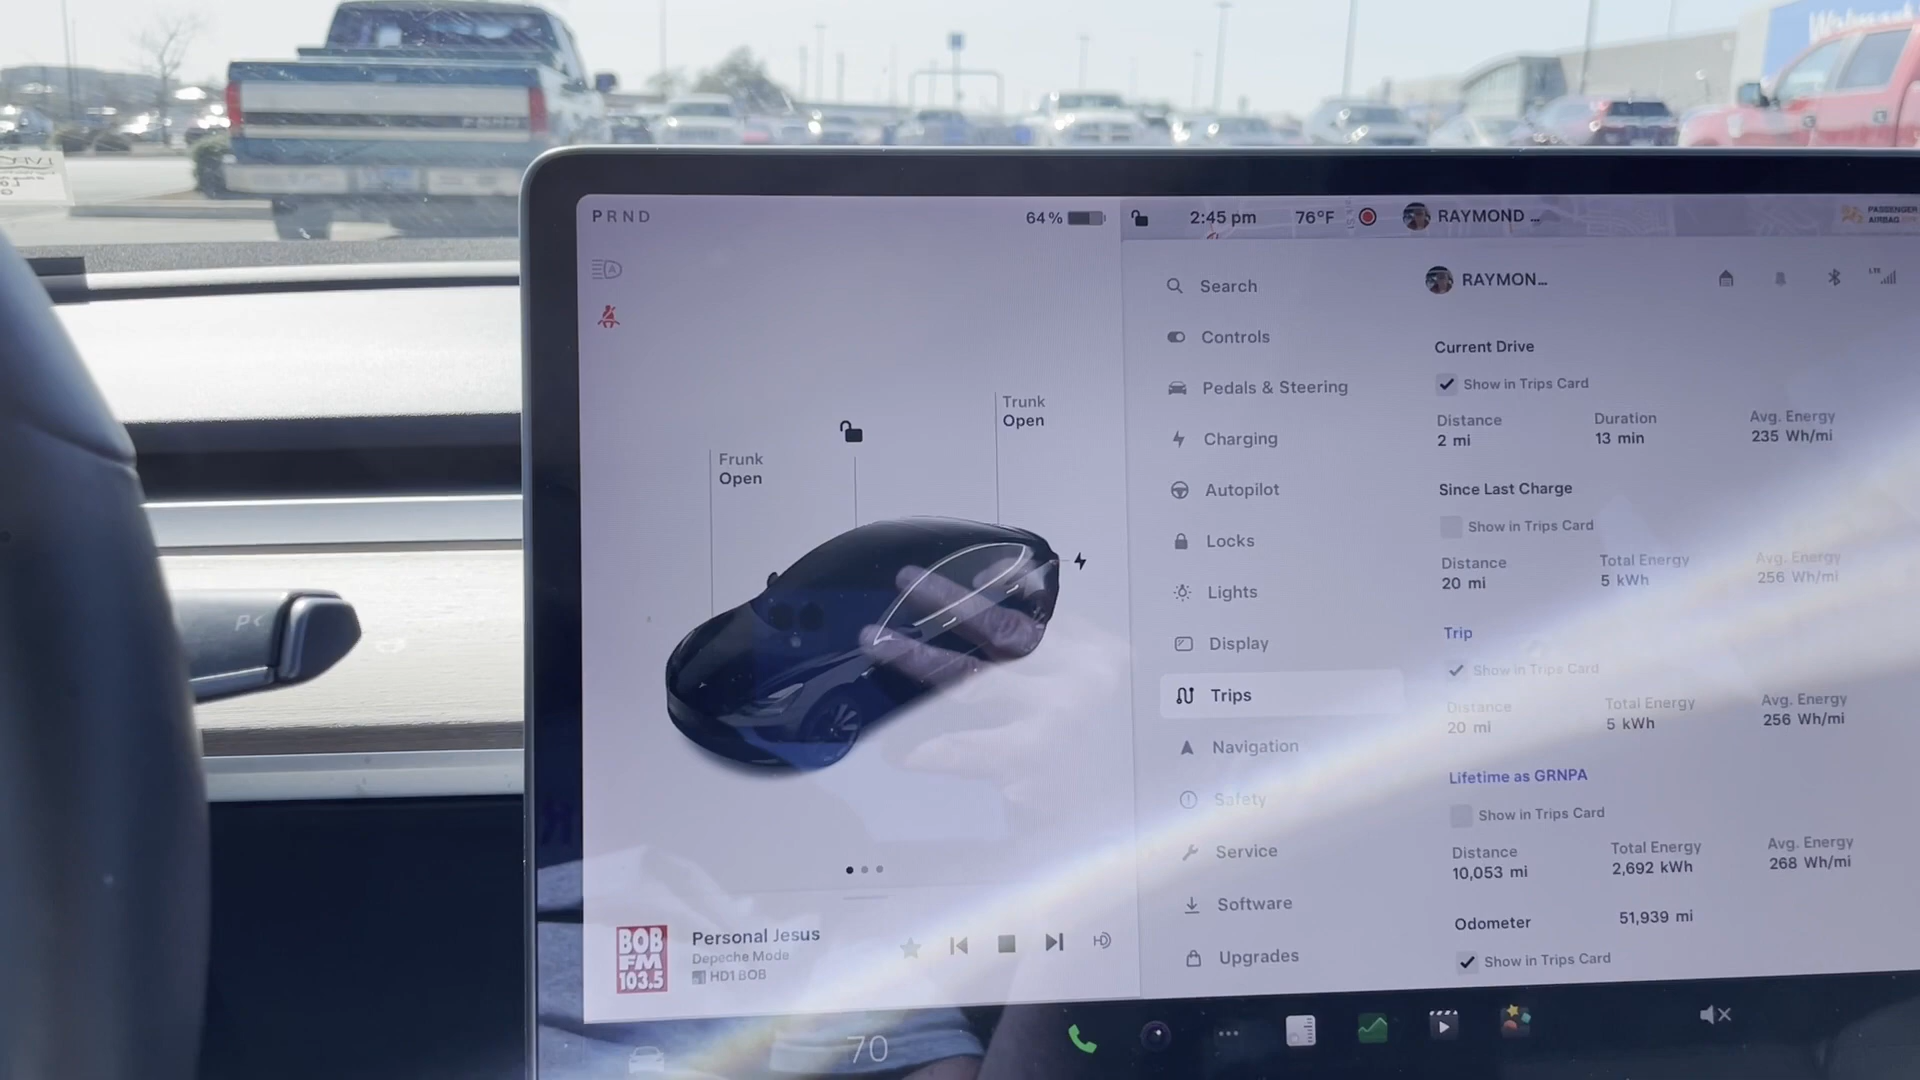 PRND
64%
2:45 pm
76°F
RAYMOND ...
PASSENGER
AIRBAG
Trunk
Open
Frunk
Open
Personal Jesus
Depeche Mode
HD1 BOB
BOB
FM
103.5
Search
Controls
Pedals & Steering
Charging
Autopilot
Locks
Lights
Display
Trips
Navigation
Safety
Service
Software
Upgrades
RAYMON...
LTE
Current Drive
Show in Trips Card
Distance Duration Avg. Energy
2 mi 13 min 235 Wh/mi
Since Last Charge
Show in Trips Card
Distance Total Energy Avg. Energy
20 mi 5 kWh 256 Wh/mi
Trip
Show in Trips Card
Distance Total Energy Avg. Energy
20 mi 5 kWh 256 Wh/mi
Lifetime as GRNPA
Show in Trips Card
Distance Total Energy Avg. Energy
10,053 mi 2,692 kWh 268 Wh/mi
Odometer 51,939 mi
Show in Trips Card
70
P<